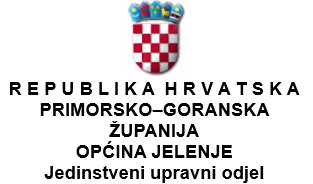 R E P U B L I K A  H R V A T S K A
PRIMORSKO–GORANSKA
ŽUPANIJA
OPĆINA JELENJE
Jedinstveni upravni odjel